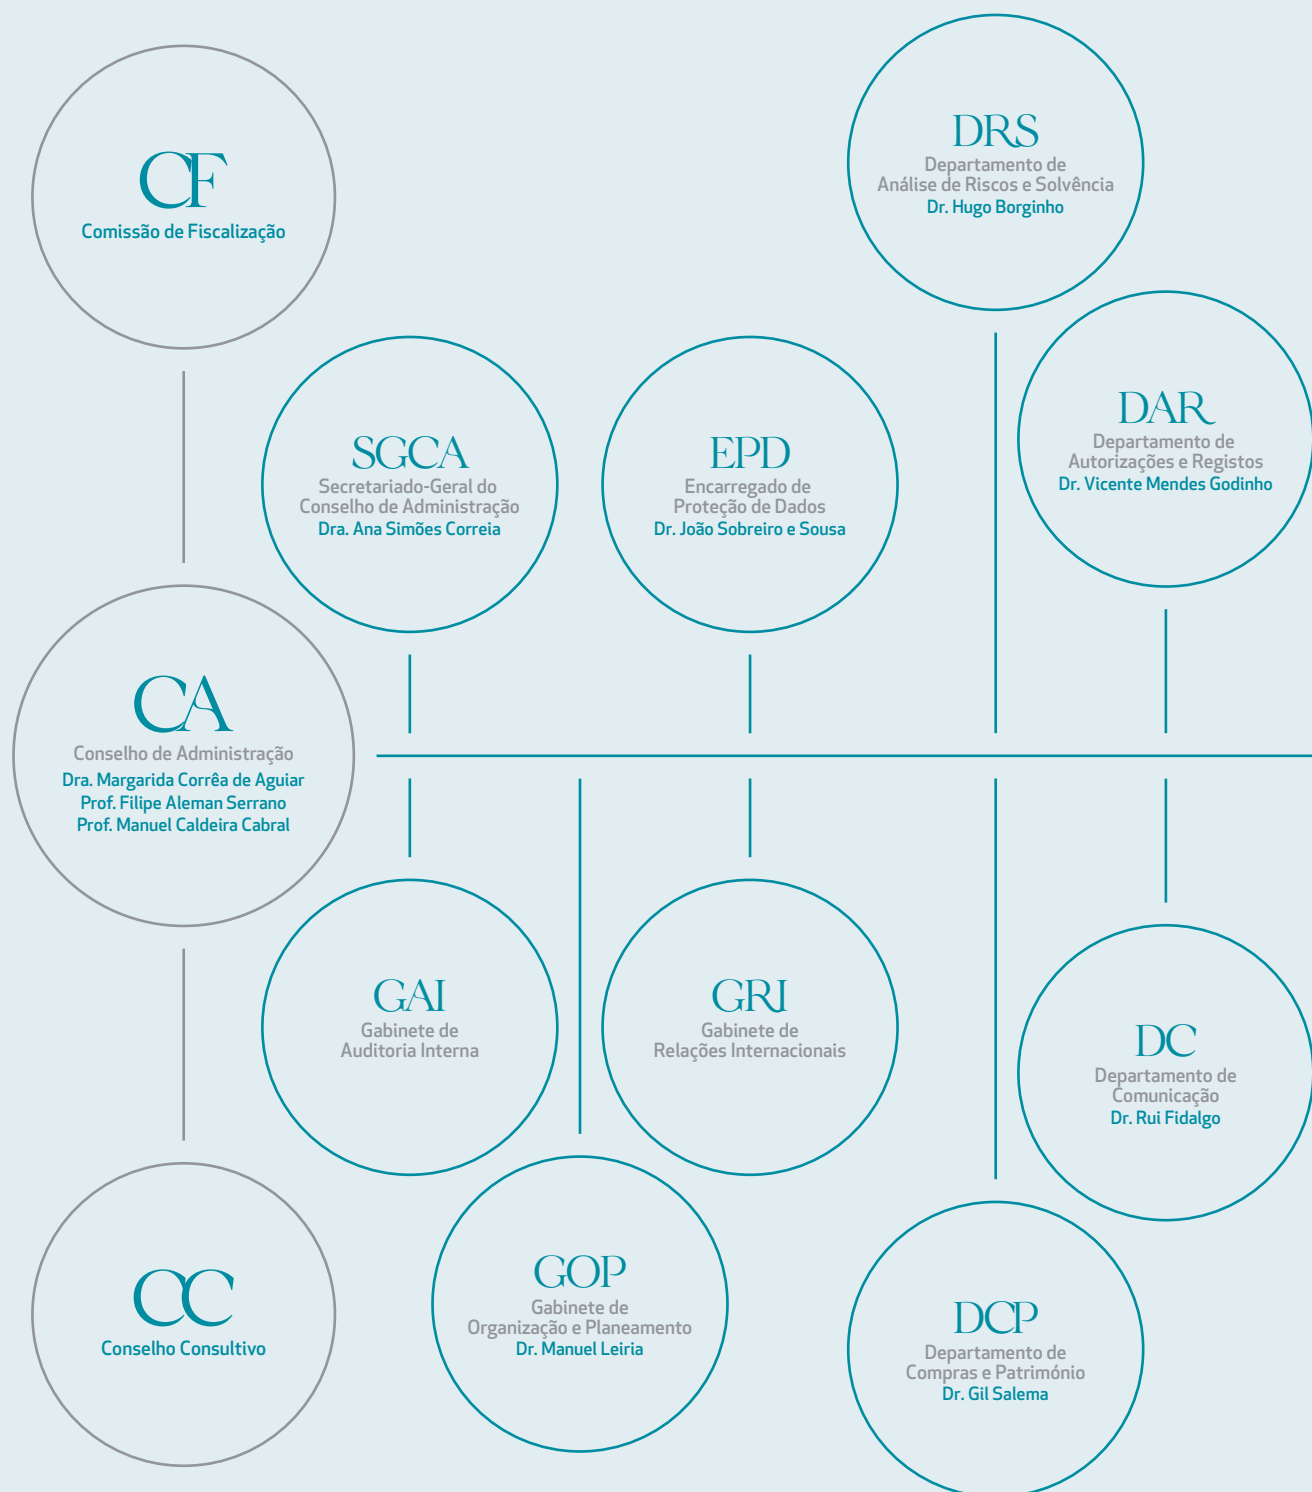 CF
Comissão de Fiscalização
DRS
Departamento de
Análise de Riscos e Solvência
Dr. Hugo Borginho
DAR
Departamento de
Autorizações e Registos
Dr. Vicente Mendes Godinho
SGCA
Secretariado-Geral do
Conselho de Administração
Dra. Ana Simões Correia
EPD
Encarregado de
Proteção de Dados
Dr. João Sobreiro e Sousa
CA
Conselho de Administração
Dra. Margarida Corrêa de Aguiar
Prof. Filipe Aleman Serrano
Prof. Manuel Caldeira Cabral
GAI
Gabinete de
Auditoria Interna
GRI
Gabinete de
Relações Internacionais
DC
Departamento de
Comunicação
Dr. Rui Fidalgo
CC
Conselho Consultivo
GOP
Gabinete de
Organização e Planeamento
Dr. Manuel Leiria
DCP
Departamento de
Compras e Património
Dr. Gil Salema